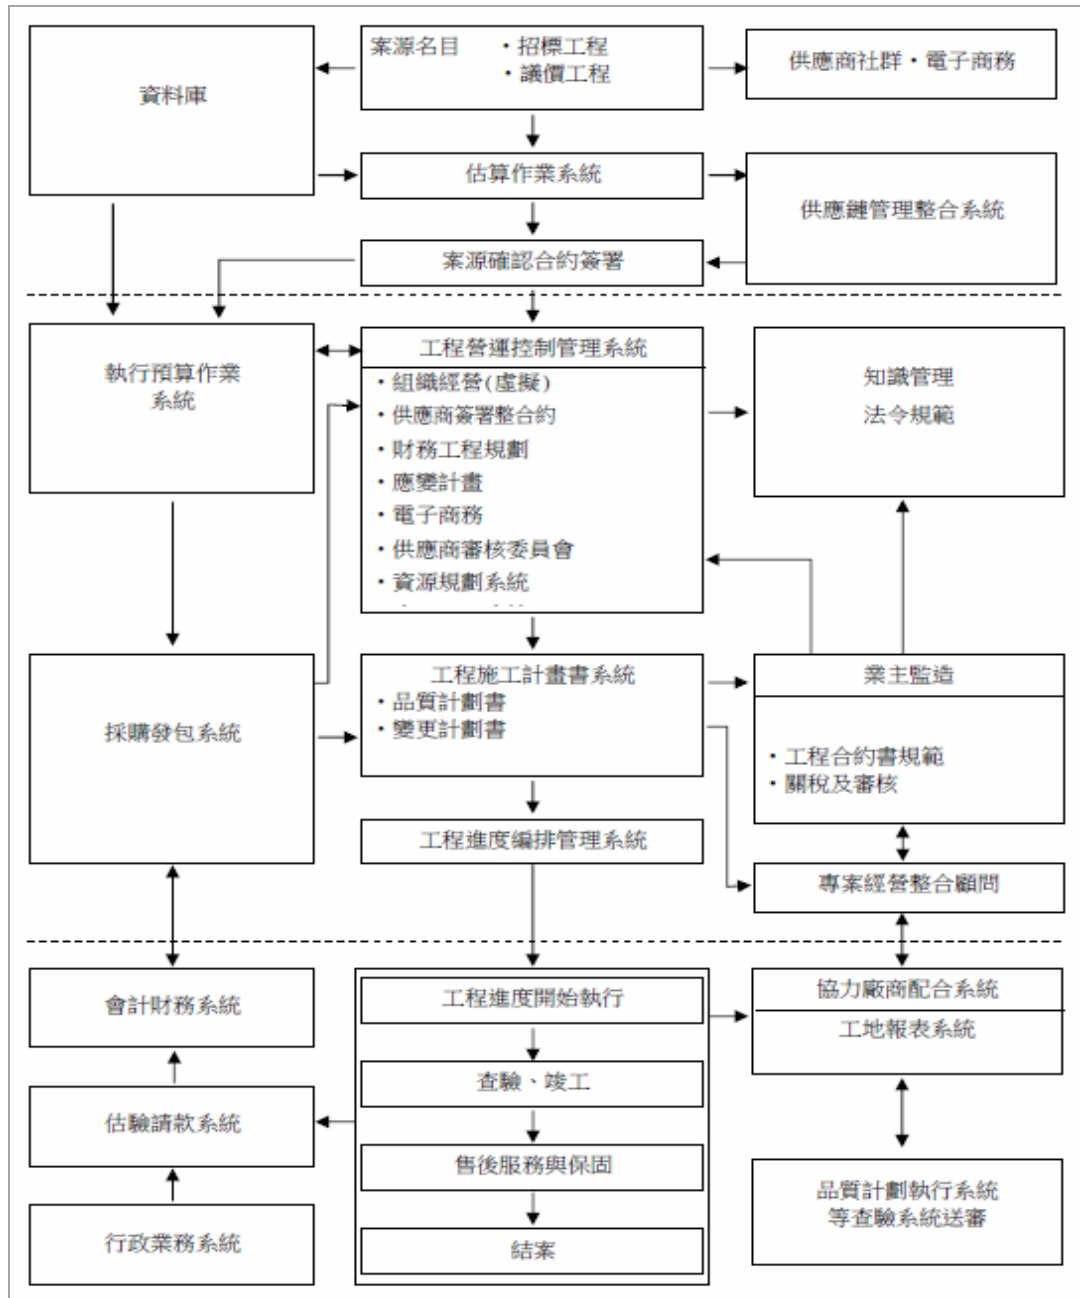 資料庫
案源名目　・招標工程
・議價工程
供應商社群・電子商務
估算作業系統
供應鏈管理整合系統
案源確認合約簽署
執行預算作業
系統
工程營運控制管理系統
・組織經營(虛擬)
・供應商簽署整合約
・財務工程規劃
・應變計畫
・電子商務
・供應商審核委員會
・資源規劃系統
知識管理
法令規範
採購發包系統
工程施工計畫書系統
・品質計劃書
・變更計劃書
業主監造
・工程合約書規範
・關稅及審核
工程進度編排管理系統
專案經營整合顧問
會計財務系統
工程進度開始執行
協力廠商配合系統
工地報表系統
查驗、竣工
估驗請款系統
售後服務與保固
品質計劃執行系統
等查驗系統送審
行政業務系統
結案